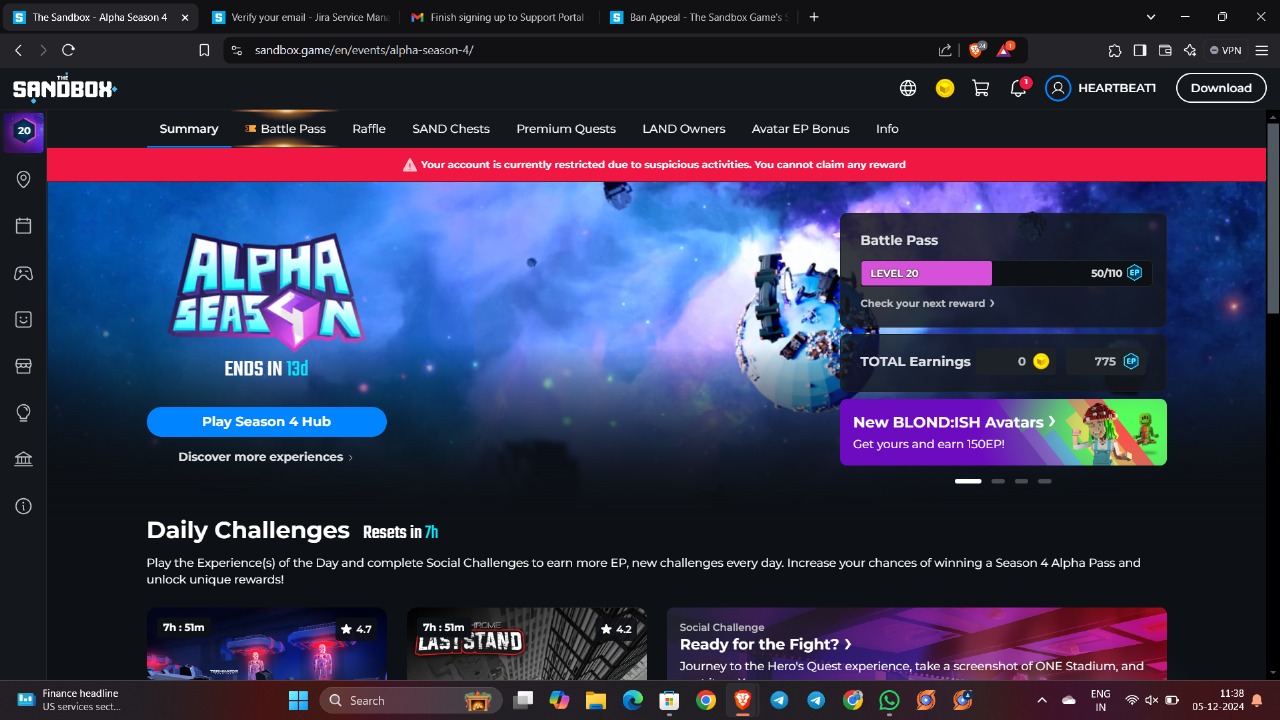 The Sandbox - Alpha Season 4
Verify your email - Jira Service Mana
Finish signing up to Support Portal
Ban Appeal - The Sandbox Game's S
sandbox.game/en/events/alpha-season-4/
24
1
VPN
THE
SANDBOX
1
HEARTBEAT1
Download
20
Summary
Battle Pass
Raffle
SAND Chests
Premium Quests
LAND Owners
Avatar EP Bonus
Info
Your account is currently restricted due to suspicious activities. You cannot claim any reward
ALPHA
SEASON
4
ENDS IN 13d
Play Season 4 Hub
Discover more experiences ›
Battle Pass
LEVEL 20
50/110 EP
Check your next reward ›
TOTAL Earnings 0 775 EP
New BLOND:ISH Avatars ›
Get yours and earn 150EP!
Daily Challenges Resets in 7h
Play the Experience(s) of the Day and complete Social Challenges to earn more EP, new challenges every day. Increase your chances of winning a Season 4 Alpha Pass and
unlock unique rewards!
7h : 51m
4.7
TERMINATOR
7h : 51m
4.2
LAST STAND
Social Challenge
Ready for the Fight? ›
Journey to the Hero's Quest experience, take a screenshot of ONE Stadium, and
Finance headline
US services sect...
Search
ENG
IN
11:38
05-12-2024